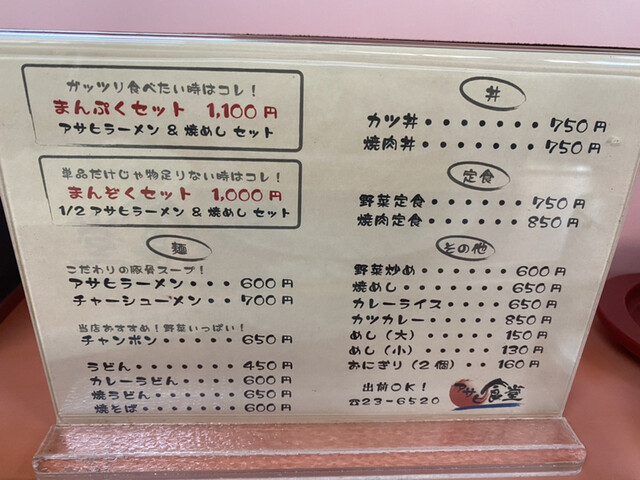 ガッツリ食べたい時はコレ！
まんぷくセット 1,100円
アサヒラーメン & 焼めし セット
単品だけじゃ物足りない時はコレ！
まんぞくセット 1,000円
1/2 アサヒラーメン & 焼めし セット
麺
こだわりの豚骨スープ！
アサヒラーメン・・・600円
チャーシューメン・・700円
当店おすすめ！野菜いっぱい！
チャンポン・・・・・650円
うどん・・・・・・・450円
カレーうどん・・・・600円
焼うどん・・・・・・650円
焼そば・・・・・・・600円
丼
カツ丼・・・・・・・750円
焼肉丼・・・・・・・750円
定食
野菜定食・・・・・・750円
焼肉定食・・・・・・850円
その他
野菜炒め・・・・・・600円
焼めし・・・・・・・650円
カレーライス・・・・650円
カツカレー・・・・・850円
めし（大）・・・・・150円
めし（小）・・・・・130円
おにぎり（2個）・・160円
出前OK！
☎23-6520
アサヒ食堂